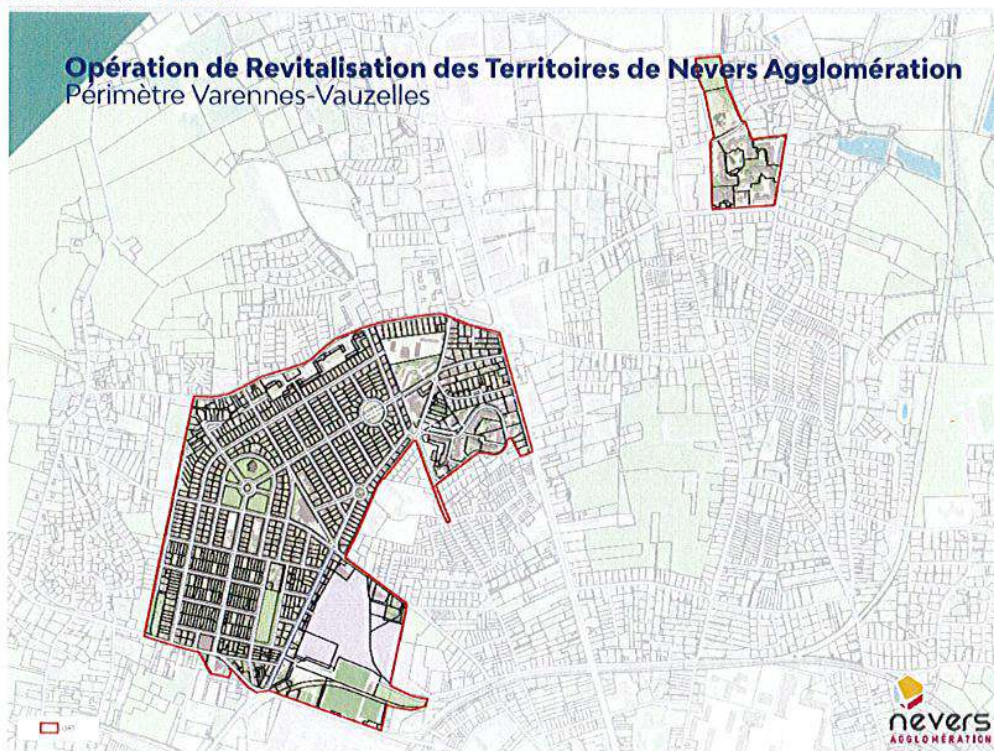 Opération de Revitalisation des Territoires de Nevers Agglomération
Périmètre Varennes-Vauzelles
nevers
AGGLOMÉRATION